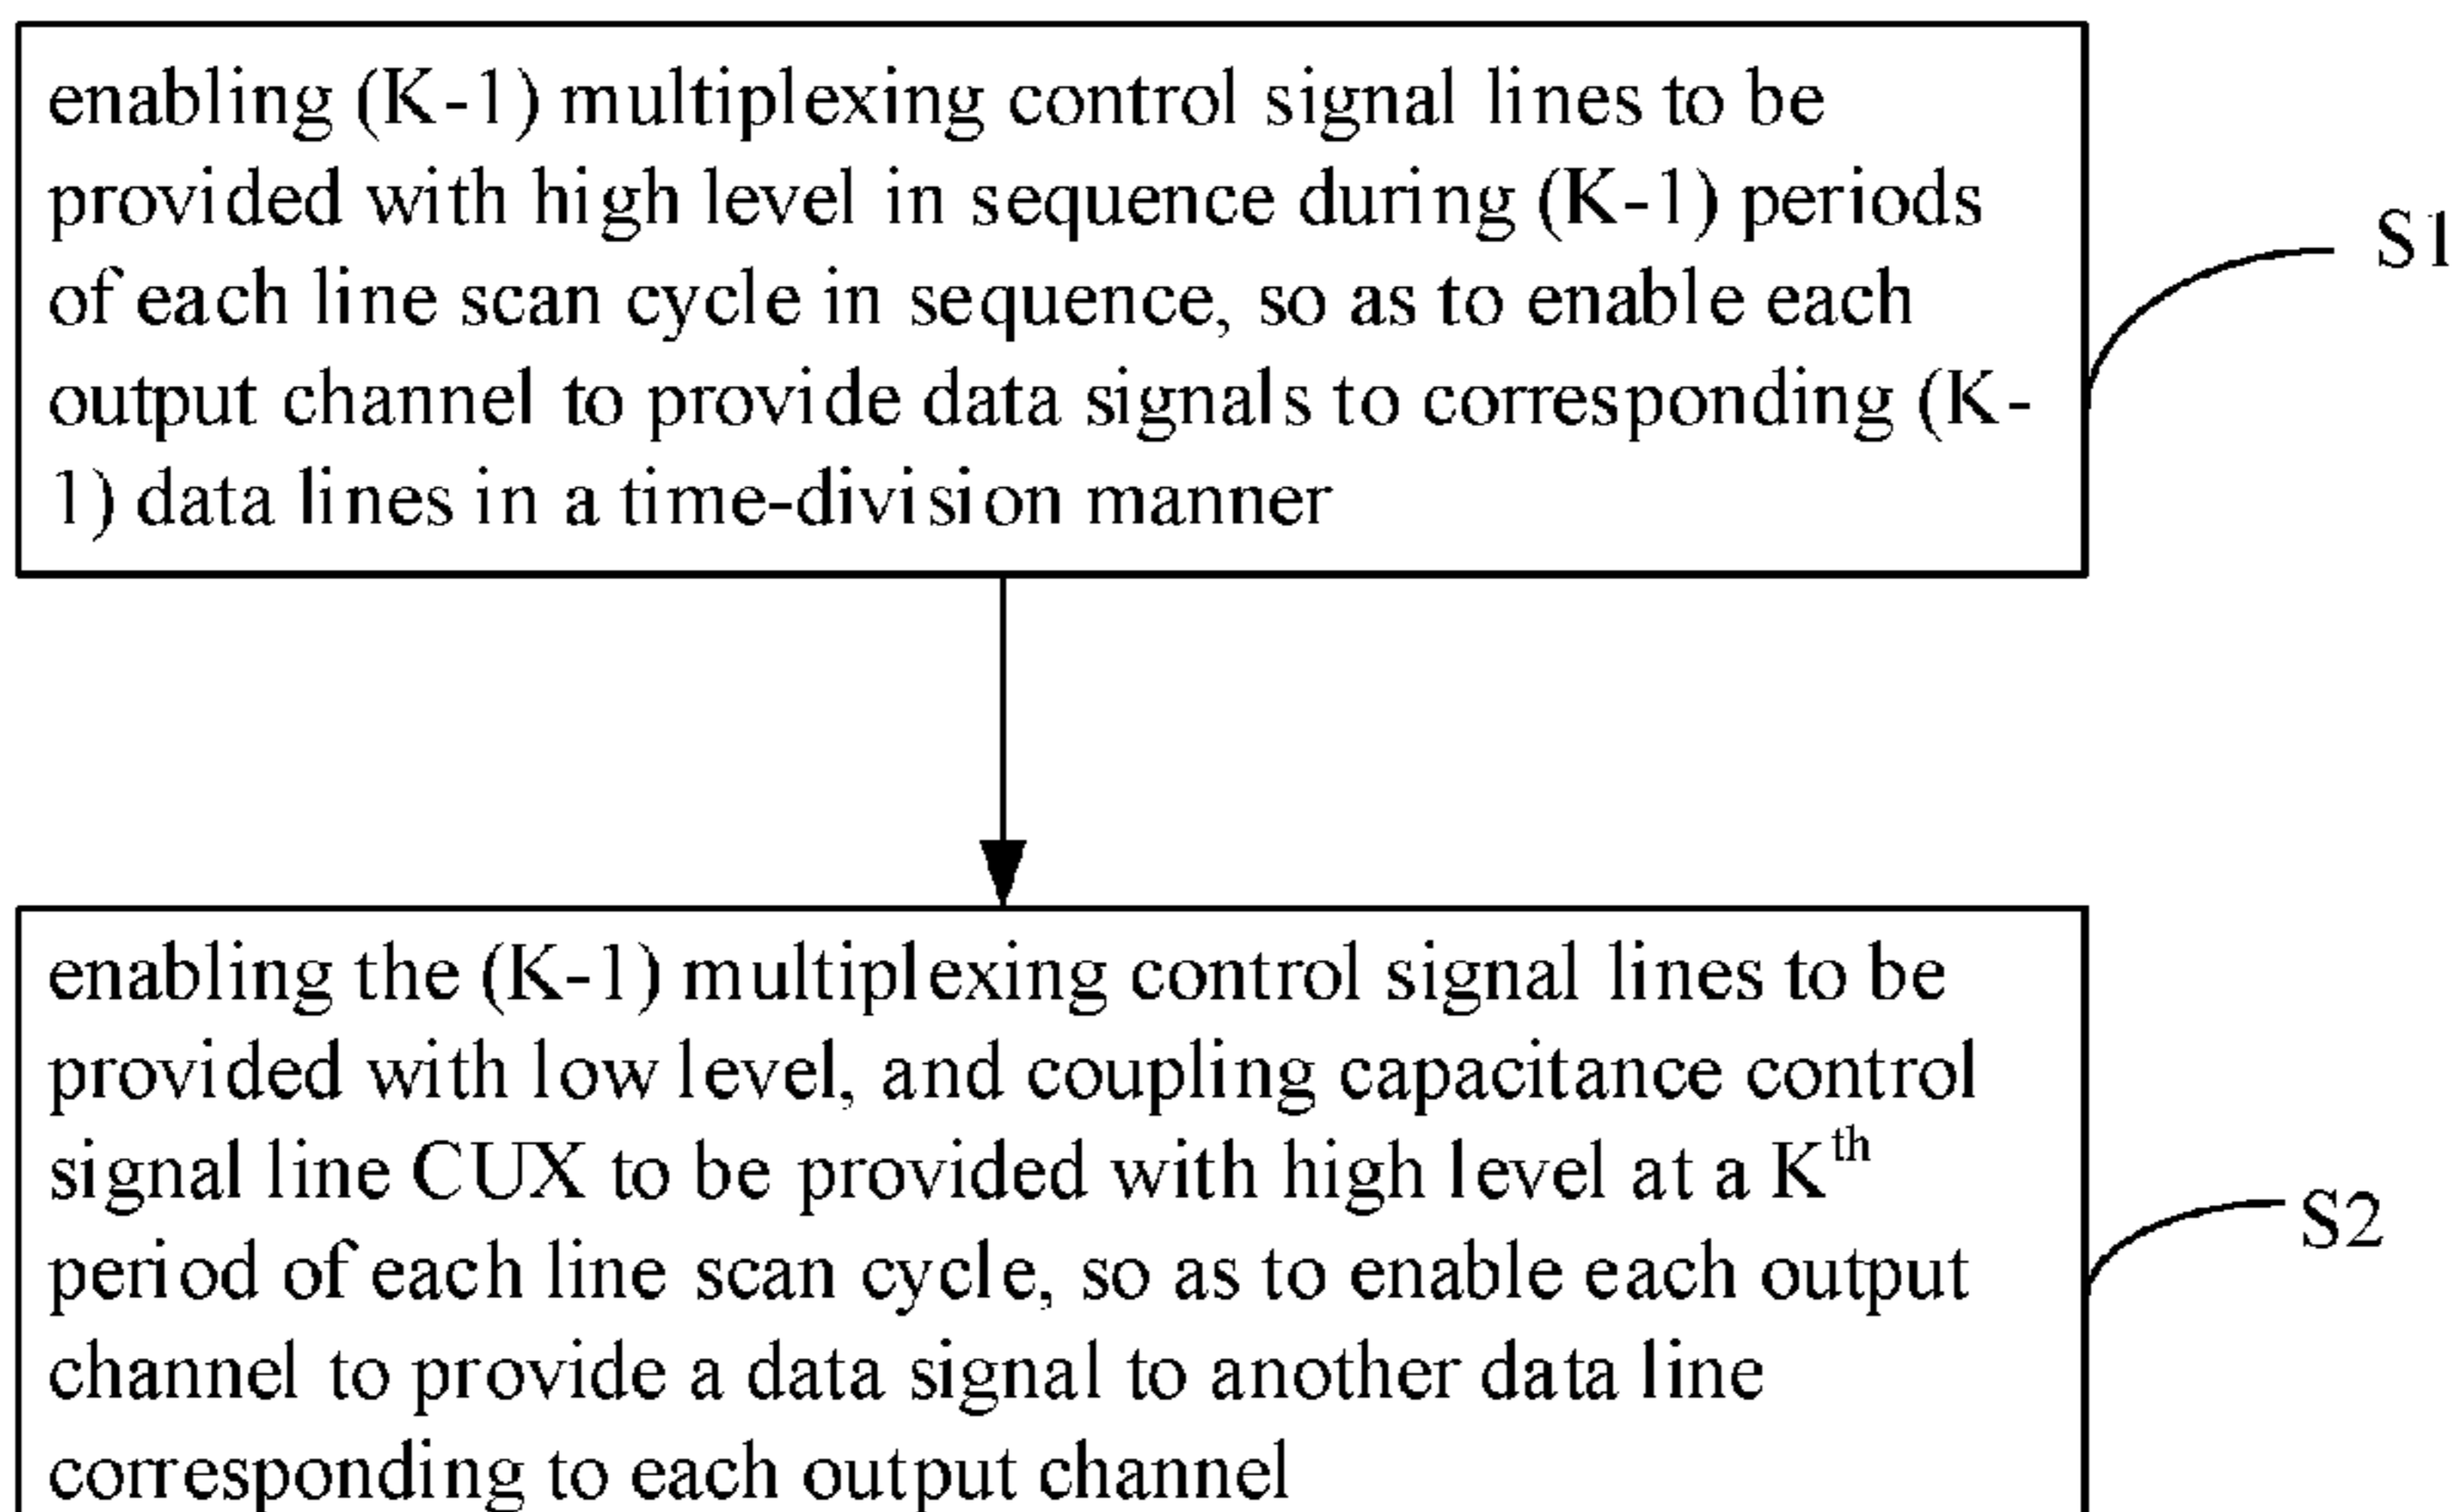 enabling (K-1) multiplexing control signal lines to be
provided with high level in sequence during (K-1) periods
of each line scan cycle in sequence, so as to enable each
output channel to provide data signals to corresponding (K-
1) data lines in a time-division manner
S1
enabling the (K-1) multiplexing control signal lines to be
provided with low level, and coupling capacitance control
signal line CUX to be provided with high level at a Kth
period of each line scan cycle, so as to enable each output
channel to provide a data signal to another data line
corresponding to each output channel
S2